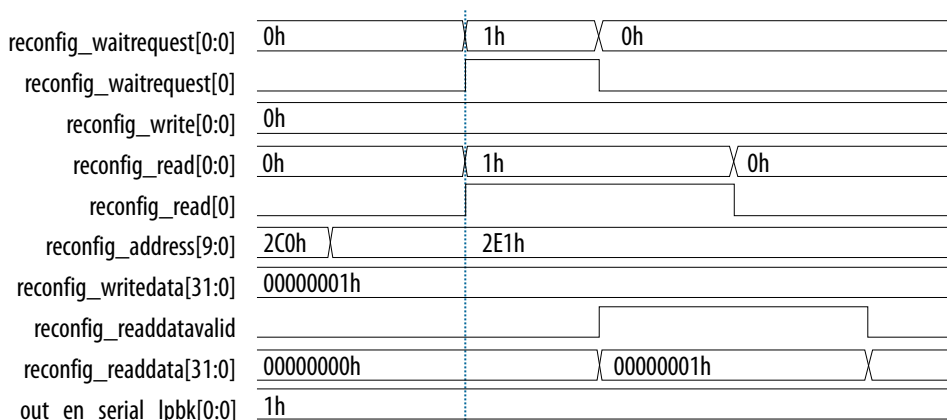 reconfig_waitrequest[0:0] 0h 1h 0h
reconfig_waitrequest[0]
reconfig_write[0:0] 0h
reconfig_read[0:0] 0h 1h 0h
reconfig_read[0]
reconfig_address[9:0] 2C0h 2E1h
reconfig_writedata[31:0] 00000001h
reconfig_readdatavalid
reconfig_readdata[31:0] 00000000h 00000001h
out_en_serial_lpbk[0:0] 1h